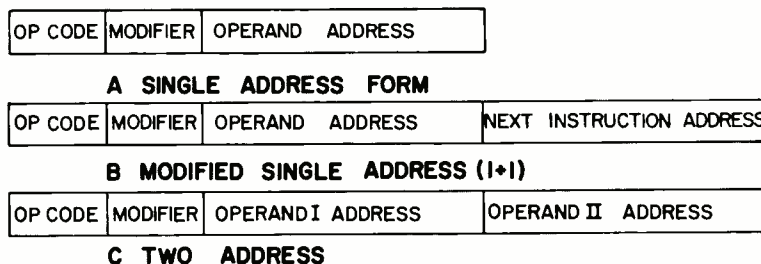 OP CODE MODIFIER OPERAND ADDRESS
A SINGLE ADDRESS FORM
OP CODE MODIFIER OPERAND ADDRESS NEXT INSTRUCTION ADDRESS
B MODIFIED SINGLE ADDRESS (1+1)
OP CODE MODIFIER OPERAND I ADDRESS OPERAND II ADDRESS
C TWO ADDRESS